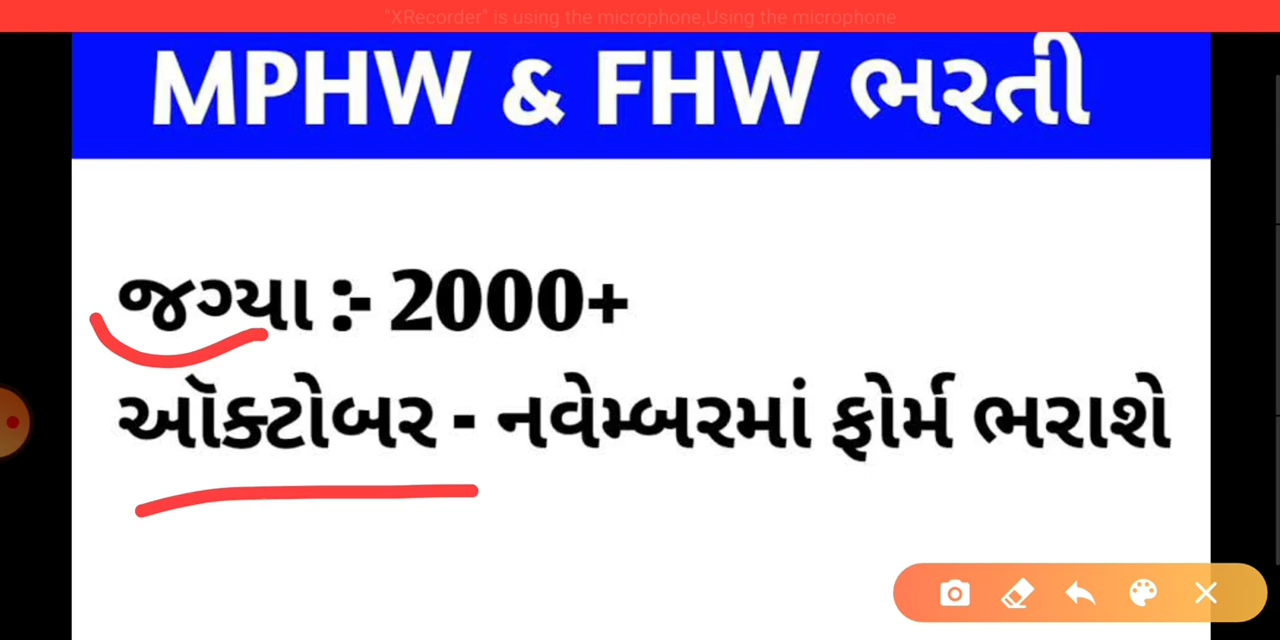 "XRecorder" is using the microphone,Using the microphone
MPHW & FHW ભરતી
જગ્યા :- 2000+
ઑક્ટોબર - નવેમ્બરમાં ફોર્મ ભરાશે